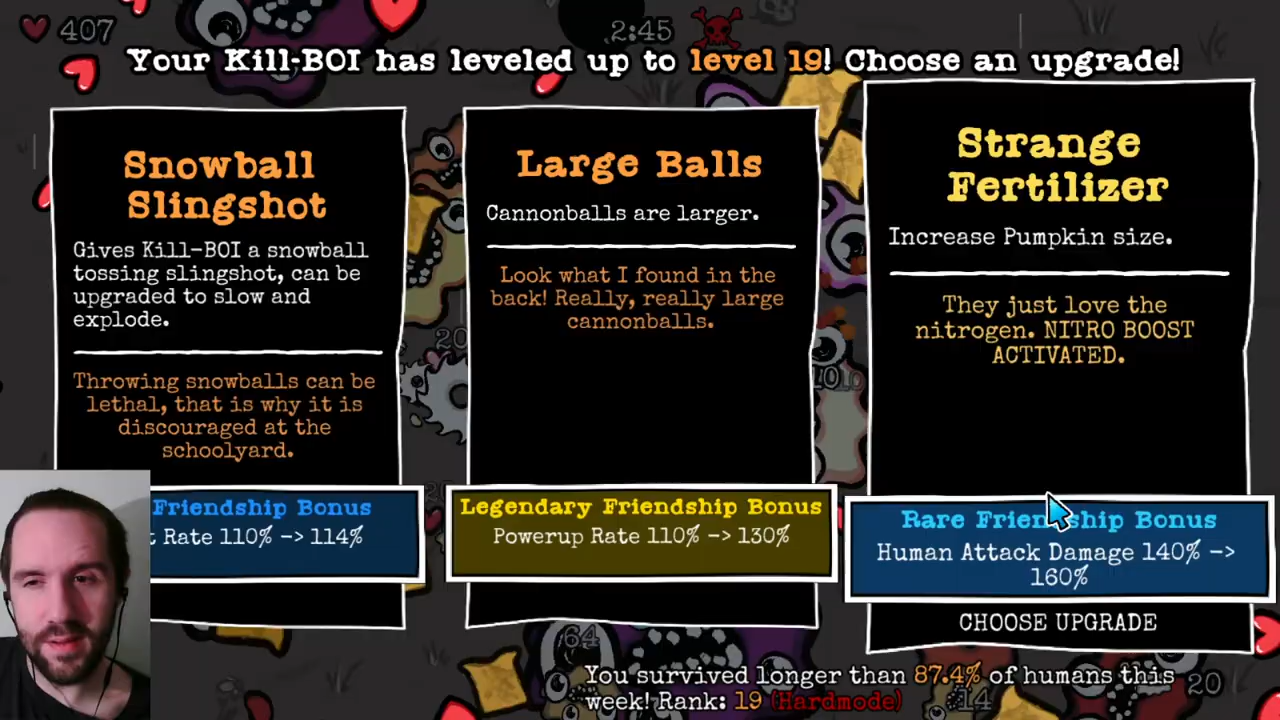 407
2:45
Your Kill-BOI has leveled up to level 19! Choose an upgrade!
Snowball
Slingshot
Gives Kill-BOI a snowball
tossing slingshot, can be
upgraded to slow and
explode.
Throwing snowballs can be
lethal, that is why it is
discouraged at the
schoolyard.
Friendship Bonus
t Rate 110% -> 114%
Large Balls
Cannonballs are larger.
Look what I found in the
back! Really, really large
cannonballs.
Legendary Friendship Bonus
Powerup Rate 110% -> 130%
Strange
Fertilizer
Increase Pumpkin size.
They just love the
nitrogen. NITRO BOOST
ACTIVATED.
Rare Friendship Bonus
Human Attack Damage 140% ->
160%
CHOOSE UPGRADE
64
You survived longer than 87.4% of humans this
week! Rank: 19 (Hardmode)
14
20